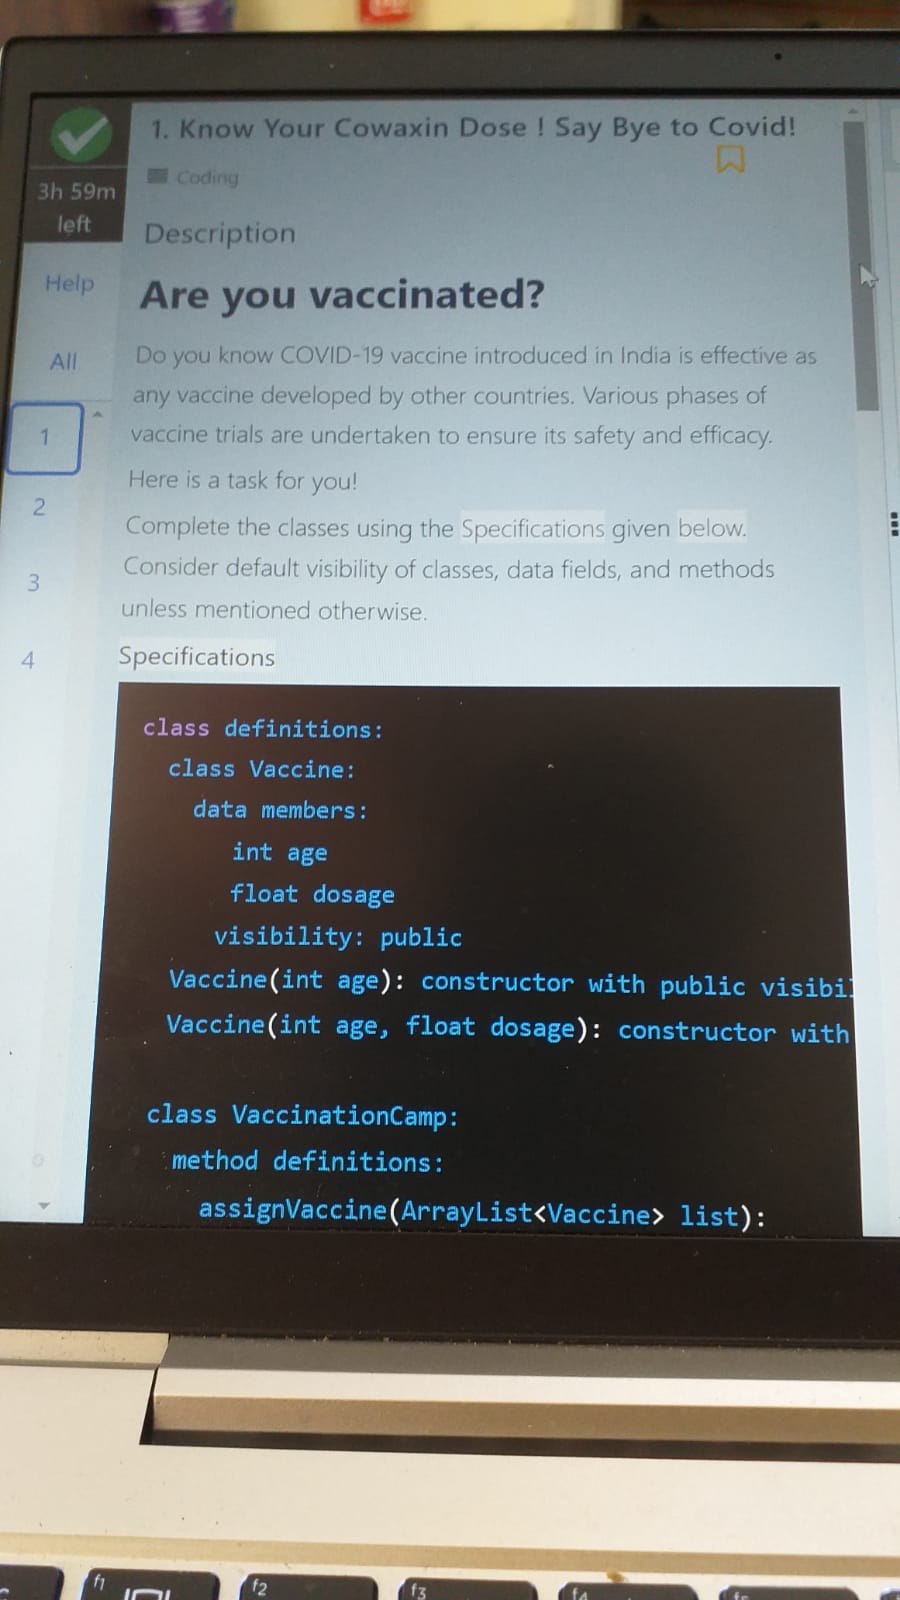 1. Know Your Cowaxin Dose ! Say Bye to Covid!
Coding
3h 59m
left
Help
All
1
2
3
4
Description
Are you vaccinated?
Do you know COVID-19 vaccine introduced in India is effective as
any vaccine developed by other countries. Various phases of
vaccine trials are undertaken to ensure its safety and efficacy.
Here is a task for you!
Complete the classes using the Specifications given below.
Consider default visibility of classes, data fields, and methods
unless mentioned otherwise.
Specifications
class definitions:
class Vaccine:
data members:
int age
float dosage
visibility: public
Vaccine(int age): constructor with public visibi
Vaccine(int age, float dosage): constructor with
class VaccinationCamp:
method definitions:
assignVaccine(ArrayList<Vaccine> list):
f1
f2
f3
f4